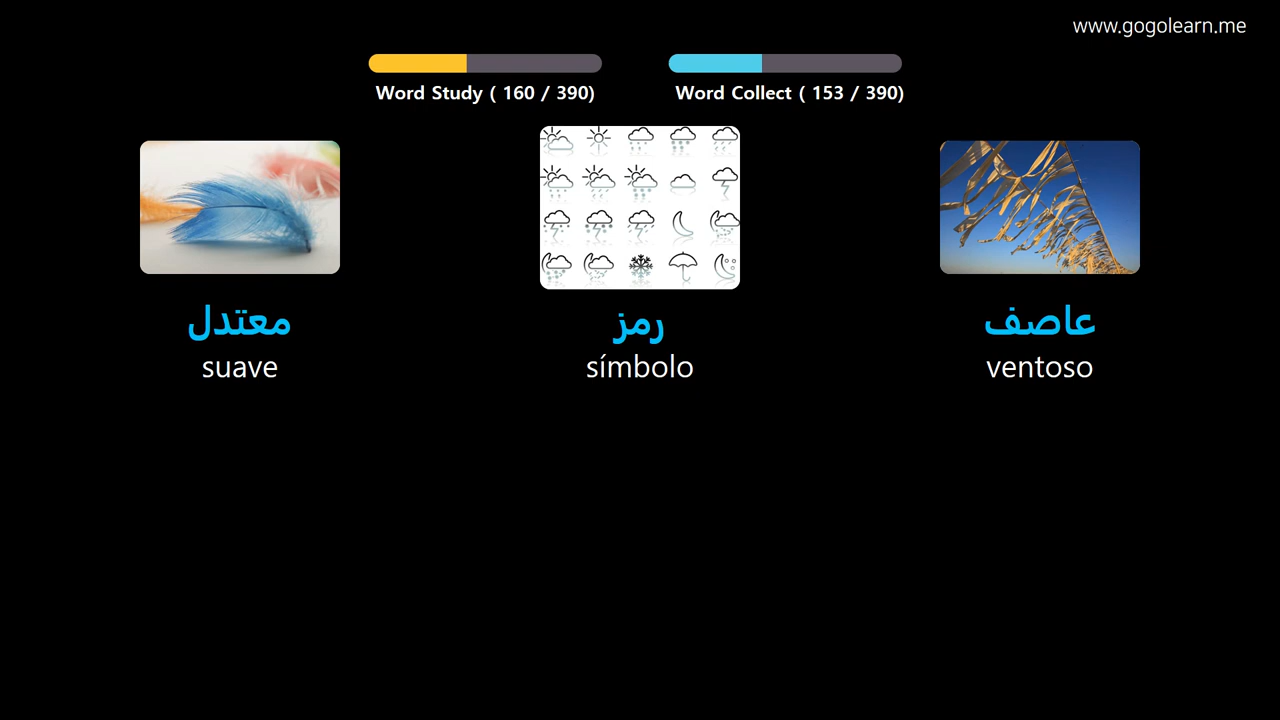 www.gogolearn.me
Word Study ( 160 / 390)
Word Collect ( 153 / 390)
معتدل
suave
رمز
símbolo
عاصف
ventoso